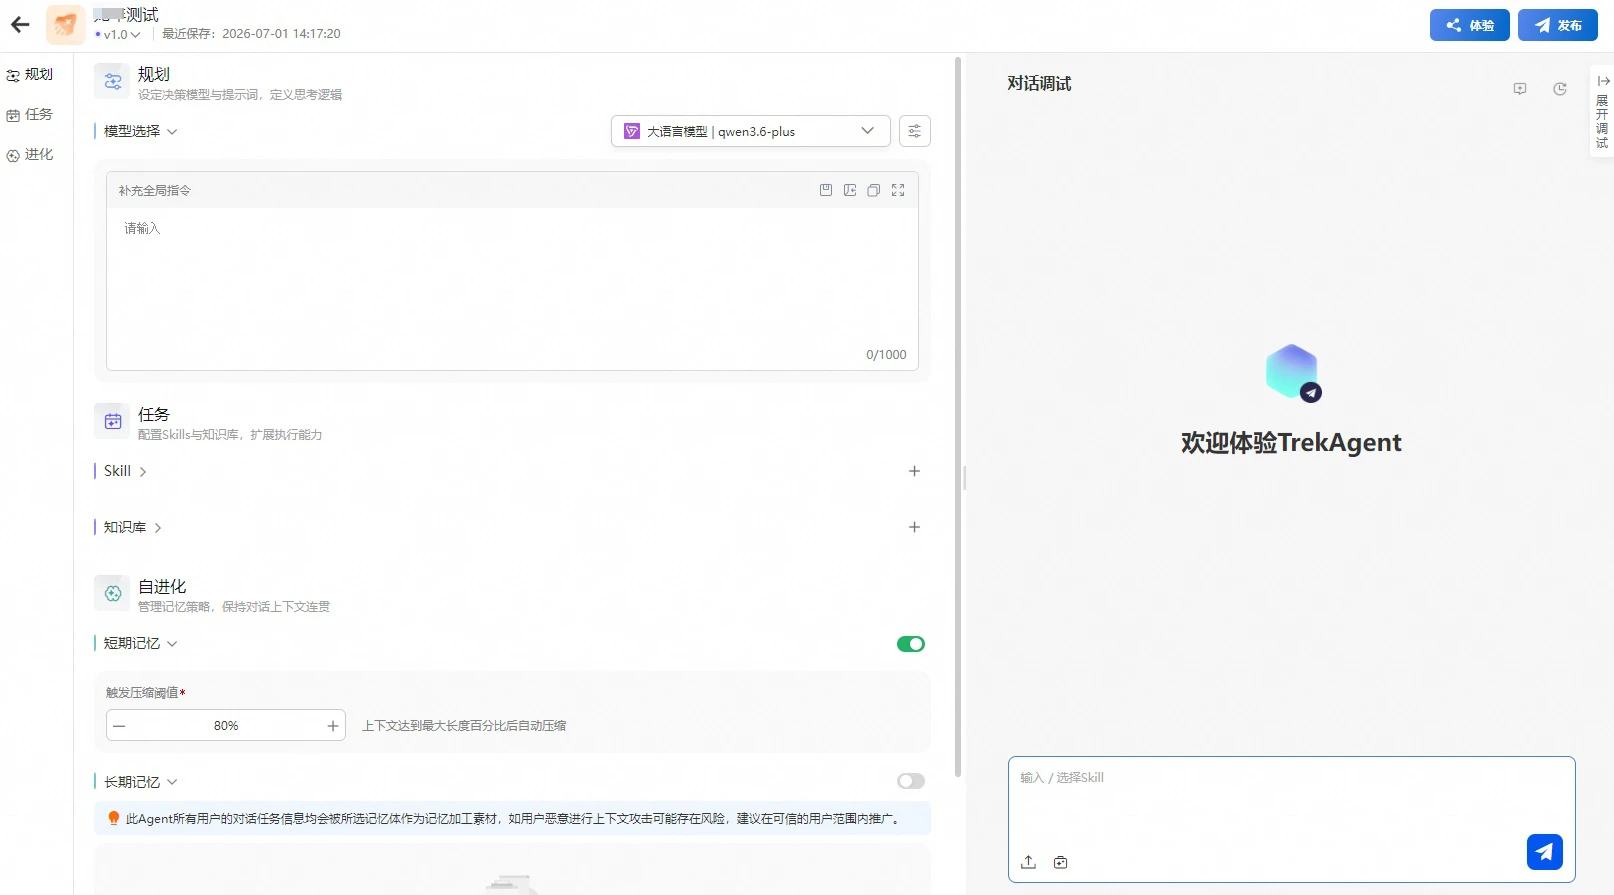 测试
v1.0
最近保存：2026-07-01 14:17:20
体验
发布
规划
任务
进化
规划
设定决策模型与提示词，定义思考逻辑
模型选择
大语言模型 | qwen3.6-plus
补充全局指令
请输入
0/1000
任务
配置Skills与知识库，扩展执行能力
Skill
知识库
自进化
管理记忆策略，保持对话上下文连贯
短期记忆
触发压缩阈值*
80%
上下文达到最大长度百分比后自动压缩
长期记忆
此Agent所有用户的对话任务信息均会被所选记忆体作为记忆加工素材，如用户恶意进行上下文攻击可能存在风险，建议在可信的用户范围内推广。
对话调试
展开调试
欢迎体验TrekAgent
输入 / 选择Skill